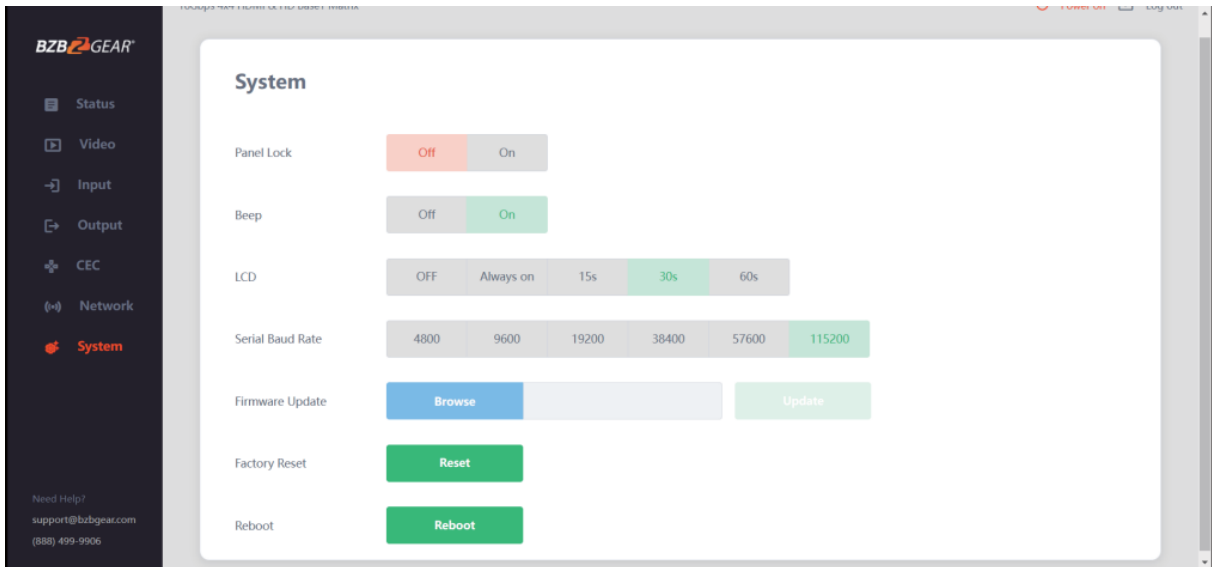 Power on Log out
BZB GEAR
Status
Video
Input
Output
CEC
Network
System
Need Help?
support@bzbgear.com
(888) 499-9906
System
Panel Lock Off On
Beep Off On
LCD OFF Always on 15s 30s 60s
Serial Baud Rate 4800 9600 19200 38400 57600 115200
Firmware Update Browse Update
Factory Reset Reset
Reboot Reboot